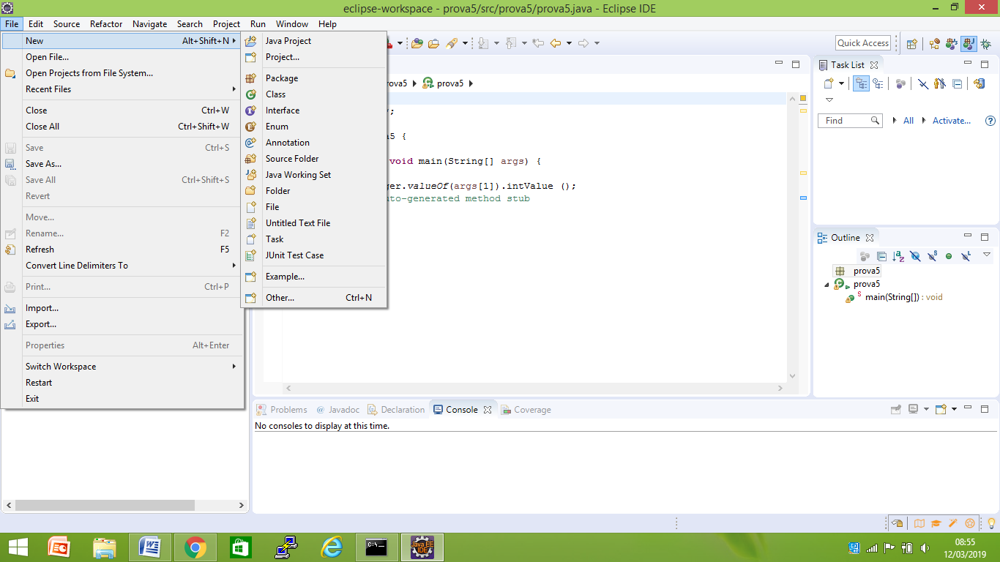 eclipse-workspace - prova5/src/prova5/prova5.java - Eclipse IDE
File Edit Source Refactor Navigate Search Project Run Window Help
New Alt+Shift+N
Open File...
Open Projects from File System...
Recent Files
Close Ctrl+W
Close All Ctrl+Shift+W
Save Ctrl+S
Save As...
Save All Ctrl+Shift+S
Revert
Move...
Rename... F2
Refresh F5
Convert Line Delimiters To
Print... Ctrl+P
Import...
Export...
Properties Alt+Enter
Switch Workspace
Restart
Exit
Java Project
Project...
Package
Class
Interface
Enum
Annotation
Source Folder
Java Working Set
Folder
File
Untitled Text File
Task
JUnit Test Case
Example...
Other... Ctrl+N
Quick Access
prova5
;
5 {
void main(String[] args) {
ger.valueOf(args[1]).intValue ();
uto-generated method stub
Task List
Find All Activate...
Outline
prova5
prova5
main(String[]) : void
Problems @ Javadoc Declaration Console Coverage
No consoles to display at this time.
Java EE
IDE
08:55
12/03/2019